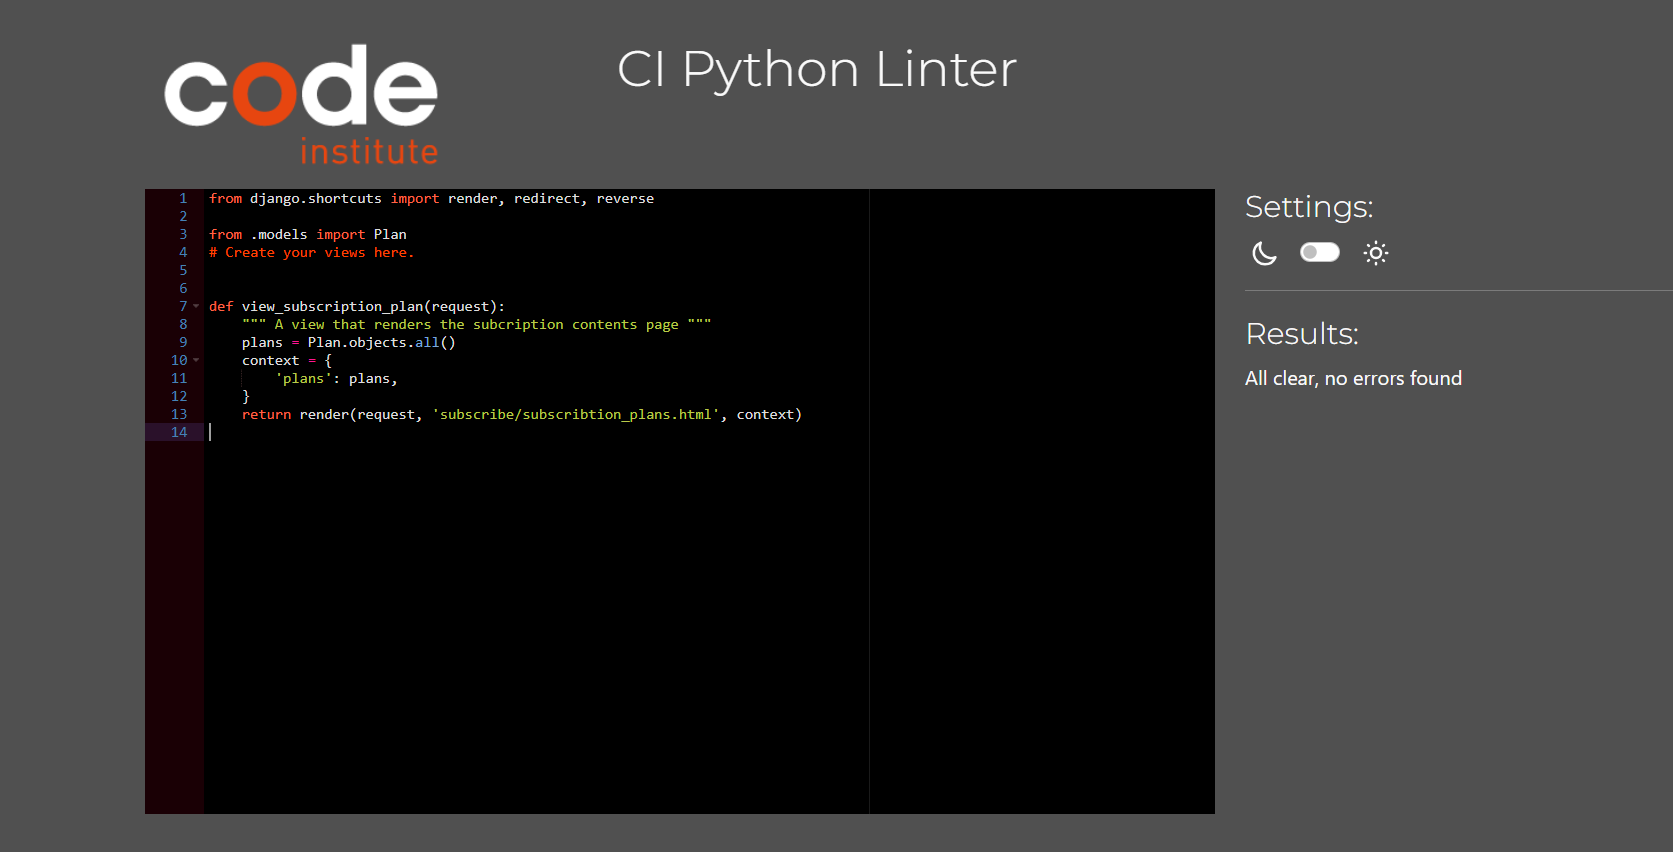 code
institute
CI Python Linter
1 from django.shortcuts import render, redirect, reverse
2
3 from .models import Plan
4 # Create your views here.
5
6
7 def view_subscription_plan(request):
8     """ A view that renders the subcription contents page """
9     plans = Plan.objects.all()
10     context = {
11         'plans': plans,
12     }
13     return render(request, 'subscribe/subscribtion_plans.html', context)
14
Settings:
Results:
All clear, no errors found